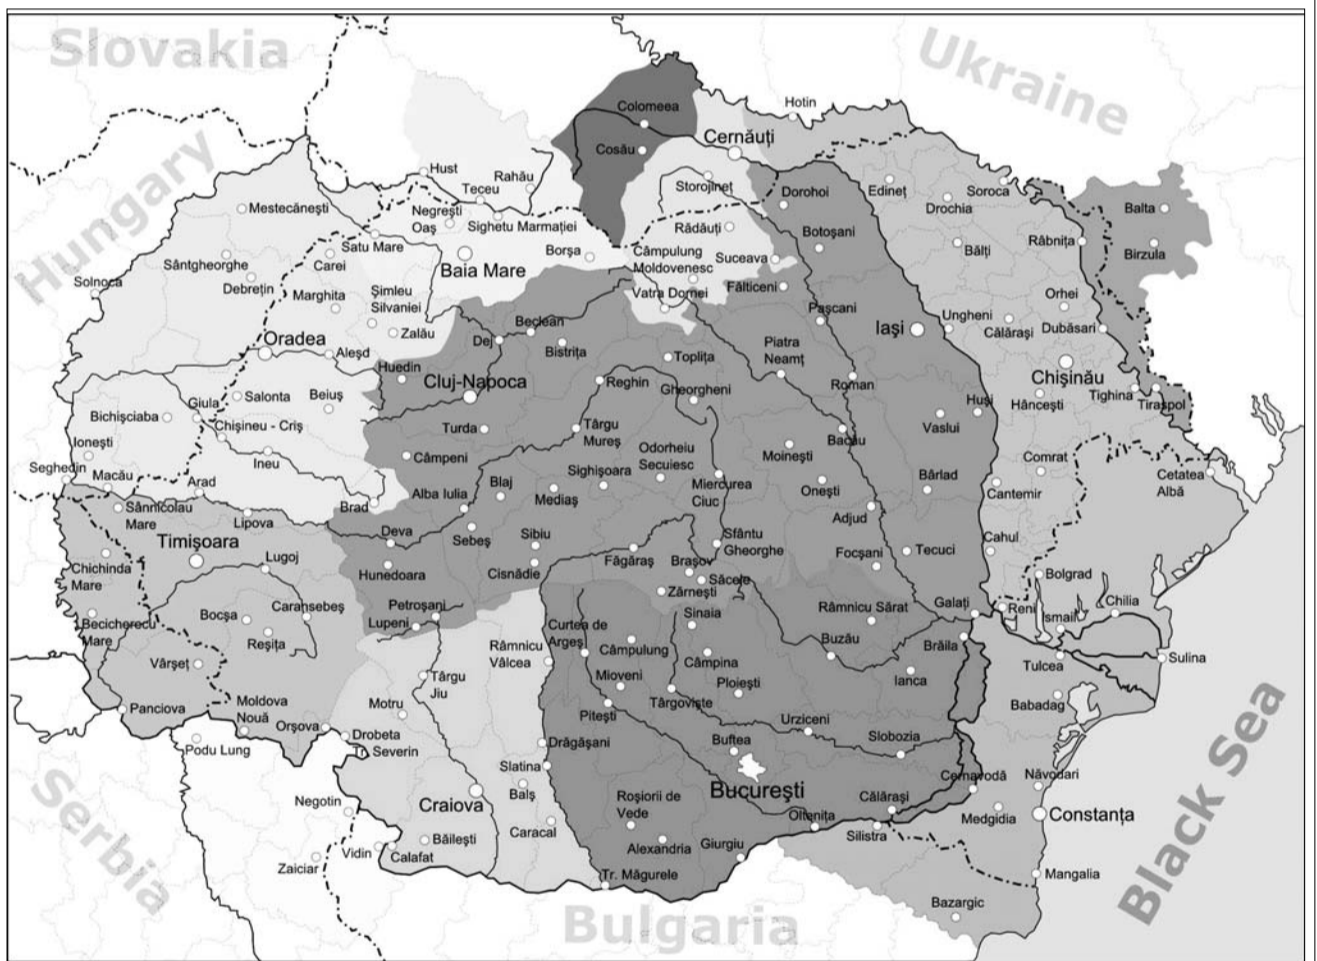 Slovakia
Ukraine
Hungary
Serbia
Bulgaria
Black Sea
Colomeea
Cosău
Cernăuți
Hotin
Storojineț
Dorohoi
Edineț
Soroca
Drochia
Balta
Birzula
Hust
Rahău
Teceu
Negrești
Oaș
Sighetu Marmației
Mestecănești
Satu Mare
Carei
Baia Mare
Borșa
Rădăuți
Câmpulung
Moldovenesc
Suceava
Botoșani
Bălți
Râbnița
Sântgheorghe
Debrețin
Solnoca
Marghita
Șimleu
Silvaniei
Zalău
Vatra Dornei
Fălticeni
Pașcani
Iași
Ungheni
Orhei
Călărași
Dubăsari
Oradea
Aleșd
Dej
Beclean
Bistrița
Toplița
Piatra
Neamț
Roman
Chișinău
Huedin
Cluj-Napoca
Reghin
Gheorgheni
Huși
Hâncești
Tighina
Tiraspol
Bichișciaba
Giula
Salonta
Beiuș
Chișineu - Criș
Ineu
Turda
Târgu
Mureș
Vaslui
Bacău
Moinești
Ionești
Câmpeni
Odorheiu
Secuiesc
Sighișoara
Seghedin
Macău
Arad
Brad
Alba Iulia
Blaj
Mediaș
Miercurea
Ciuc
Onești
Bârlad
Comrat
Cantemir
Cetatea
Albă
Sânnicolau
Mare
Lipova
Adjud
Timișoara
Deva
Sebeș
Sibiu
Sfântu
Gheorghe
Focșani
Tecuci
Cahul
Chichinda
Mare
Lugoj
Hunedoara
Cisnădie
Făgăraș
Brașov
Săcele
Zărnești
Bolgrad
Becicherecu
Mare
Bocșa
Caransebeș
Petroșani
Lupeni
Reșița
Sinaia
Râmnicu Sărat
Galați
Reni
Ismail
Chilia
Vârșeț
Râmnicu
Vâlcea
Curtea de
Argeș
Câmpulung
Câmpina
Buzău
Brăila
Tulcea
Sulina
Panciova
Moldova
Nouă
Orșova
Motru
Târgu
Jiu
Mioveni
Ploiești
Târgoviște
Ianca
Babadag
Podu Lung
Drobeta
Tr. Severin
Pitești
Drăgășani
Urziceni
Buftea
Slobozia
Slatina
Balș
București
Cernavodă
Năvodari
Negotin
Craiova
Roșiorii de
Vede
Călărași
Oltenița
Medgidia
Constanța
Băilești
Caracal
Alexandria
Giurgiu
Silistra
Vidin
Calafat
Zaiciar
Tr. Măgurele
Mangalia
Bazargic